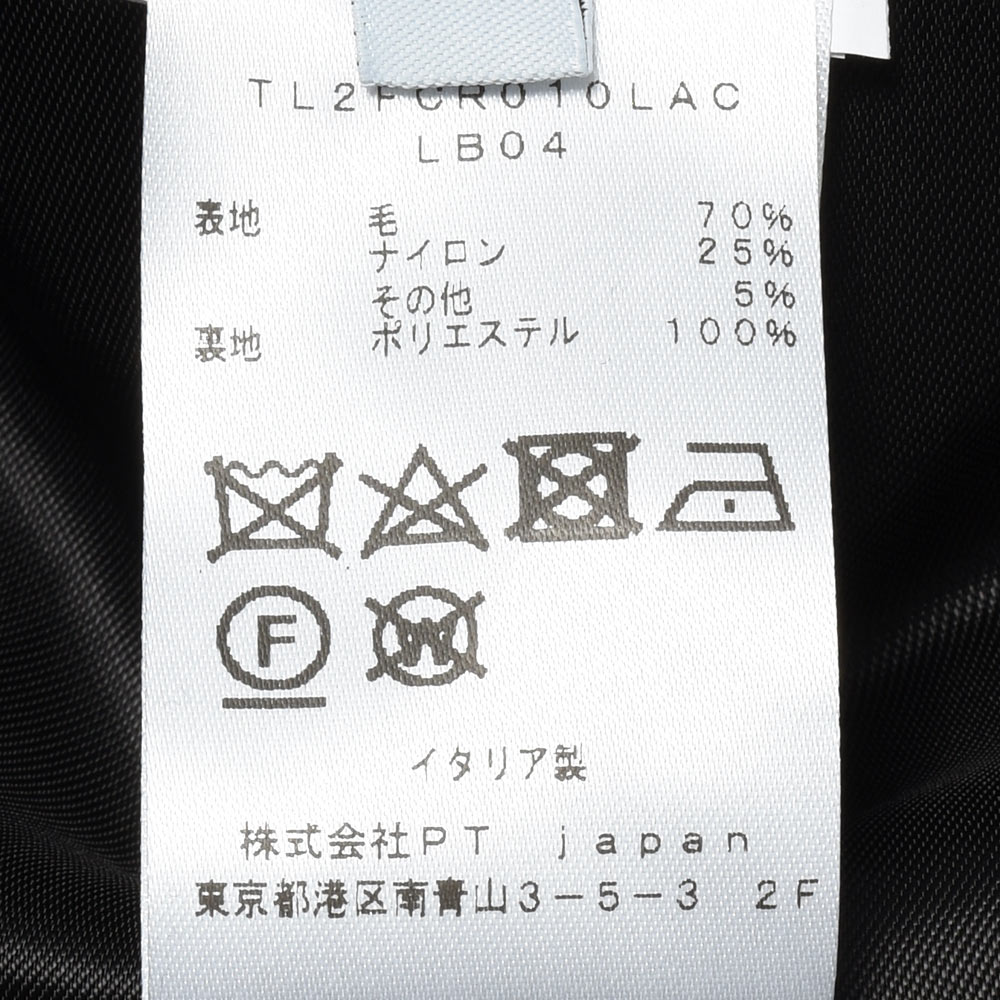 TL2FCR010LAC
LB04
表地 毛 70%
ナイロン 25%
その他 5%
裏地 ポリエステル 100%
F W
イタリア製
株式会社PT japan
東京都港区南青山3-5-3 2F